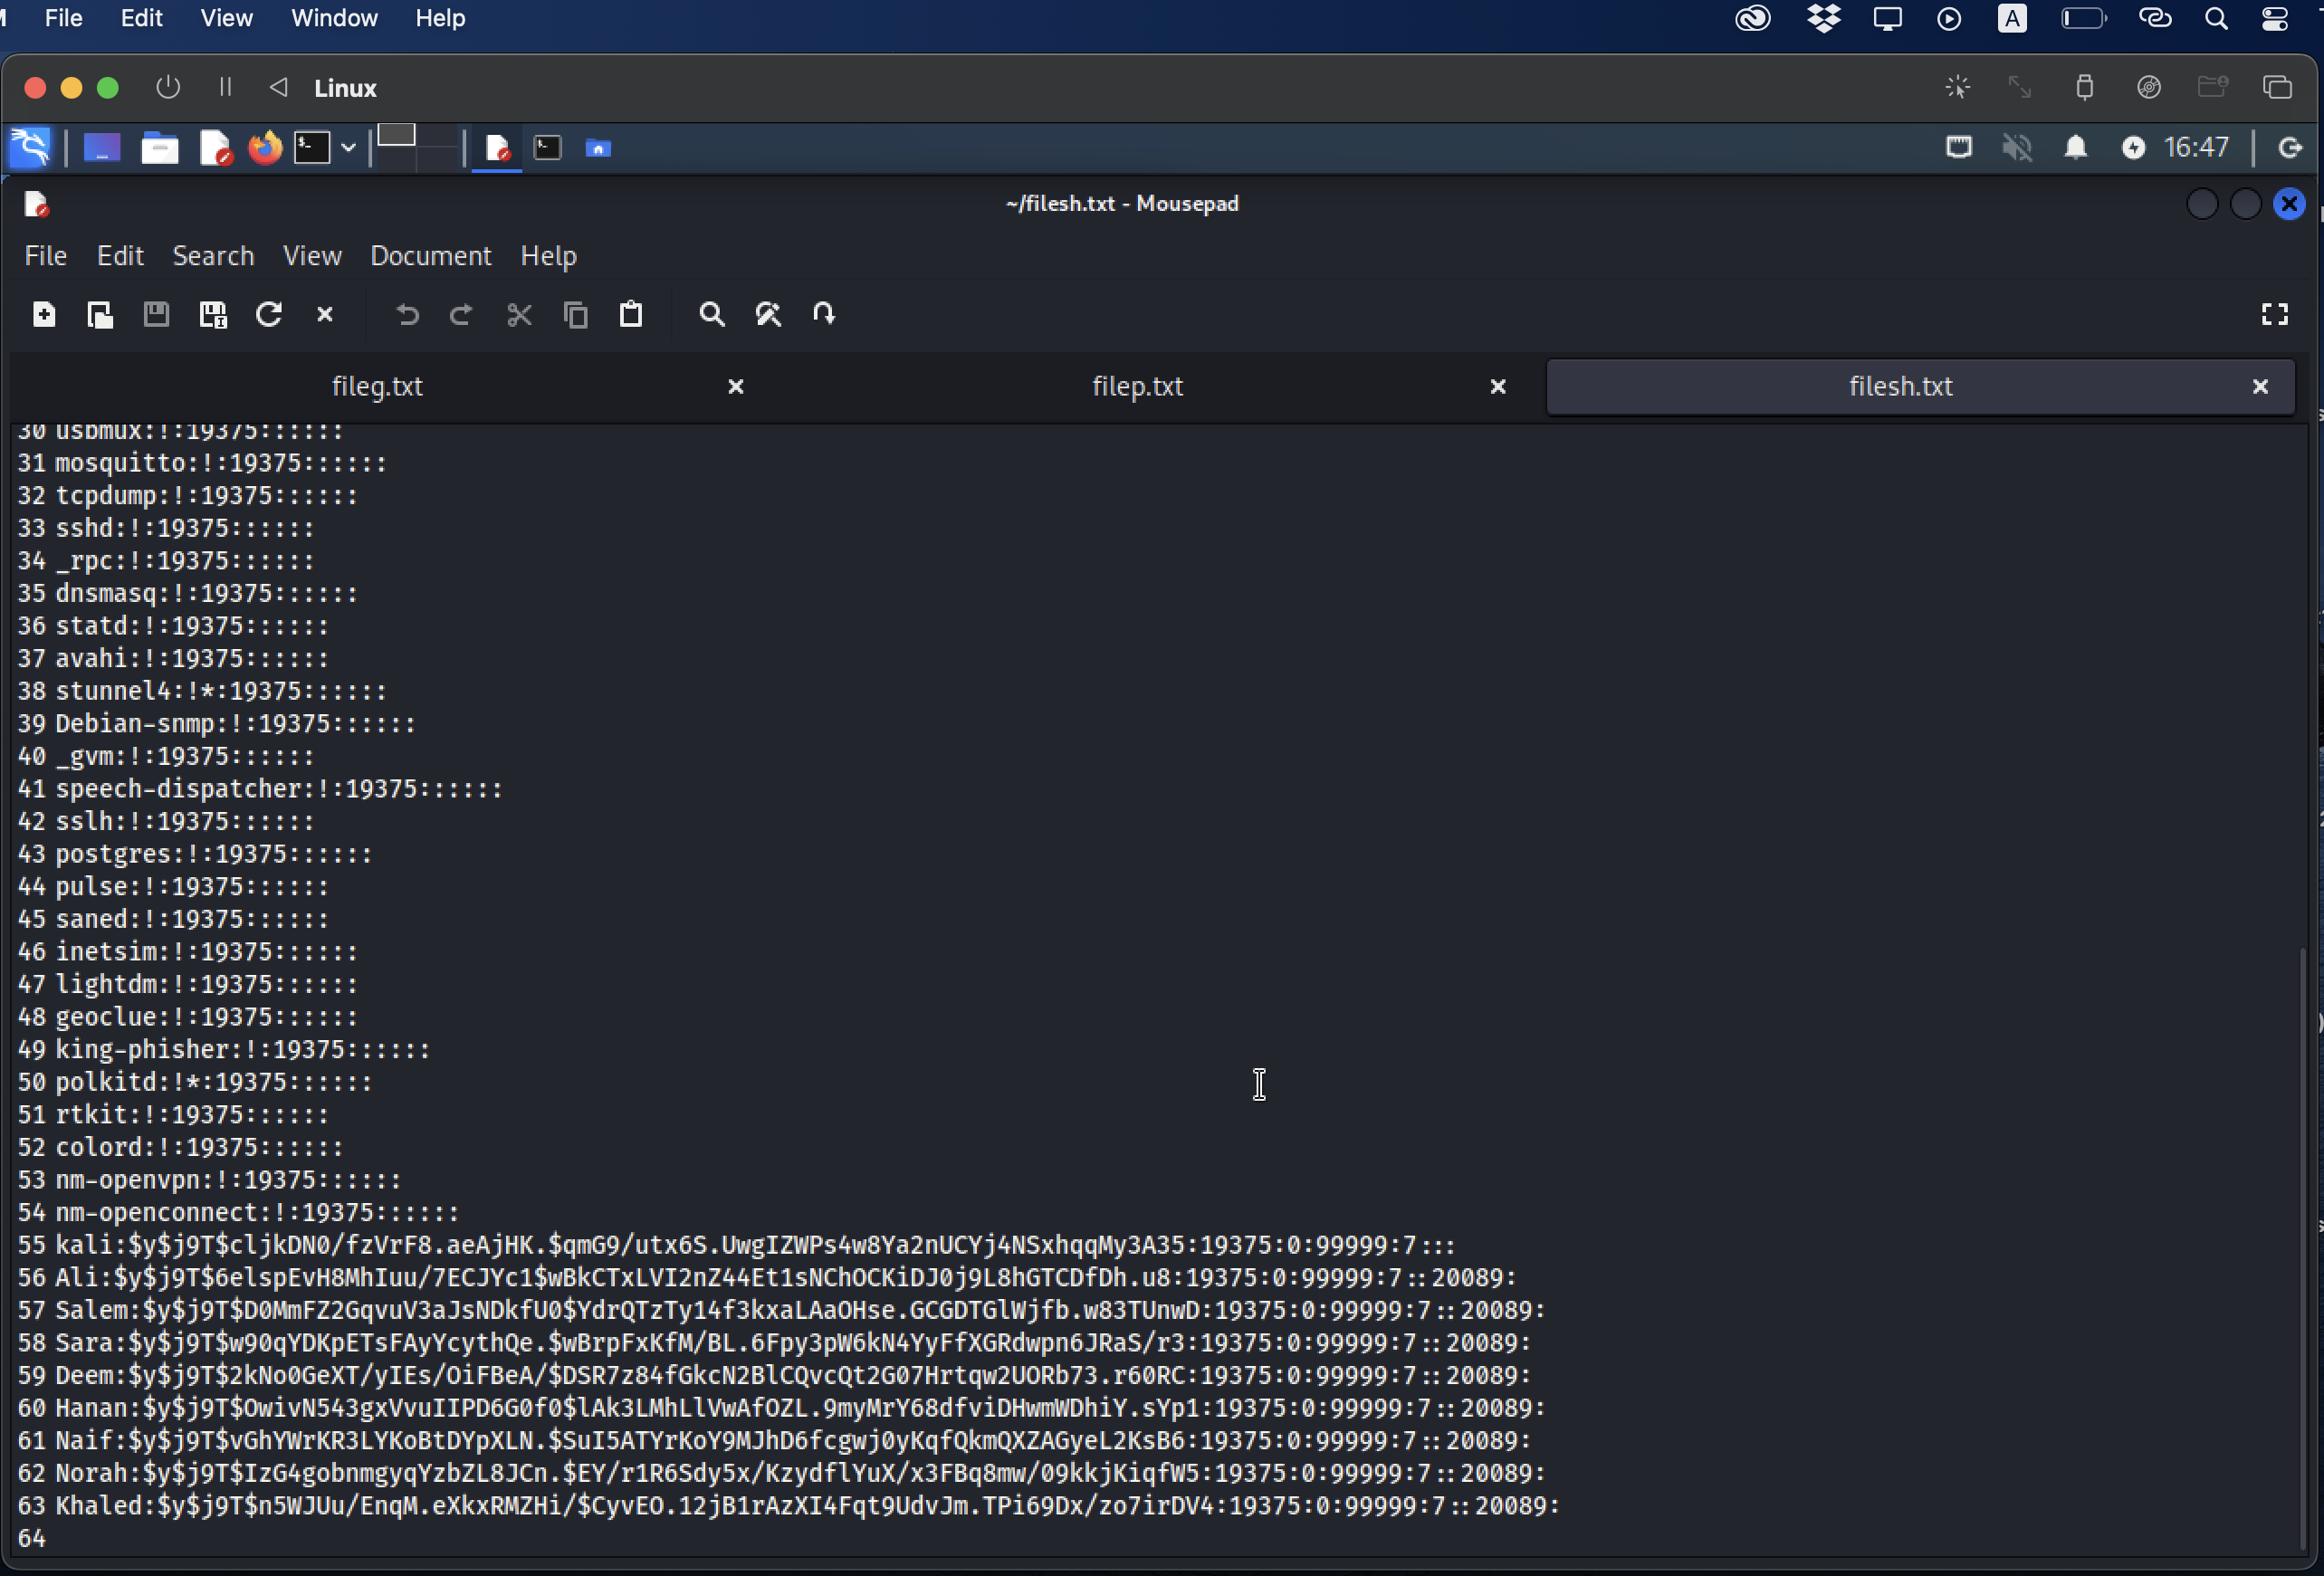 File Edit View Window Help A
Linux
16:47
~/filesh.txt - Mousepad
File Edit Search View Document Help
fileg.txt filep.txt filesh.txt
30 usbmux:!:19375::::::
31 mosquitto:!:19375::::::
32 tcpdump:!:19375::::::
33 sshd:!:19375::::::
34 _rpc:!:19375::::::
35 dnsmasq:!:19375::::::
36 statd:!:19375::::::
37 avahi:!:19375::::::
38 stunnel4:!*:19375::::::
39 Debian-snmp:!:19375::::::
40 _gvm:!:19375::::::
41 speech-dispatcher:!:19375::::::
42 sslh:!:19375::::::
43 postgres:!:19375::::::
44 pulse:!:19375::::::
45 saned:!:19375::::::
46 inetsim:!:19375::::::
47 lightdm:!:19375::::::
48 geoclue:!:19375::::::
49 king-phisher:!:19375::::::
50 polkitd:!*:19375::::::
51 rtkit:!:19375::::::
52 colord:!:19375::::::
53 nm-openvpn:!:19375::::::
54 nm-openconnect:!:19375::::::
55 kali:$y$j9T$cljkDN0/fzVrF8.aeAjHK.$qmG9/utx6S.UwgIZWPs4w8Ya2nUCYj4NSxhqqMy3A35:19375:0:99999:7:::
56 Ali:$y$j9T$6elspEvH8MhIuu/7ECJYc1$wBkCTxLVI2nZ44Et1sNChOCKiDJ0j9L8hGTCDfDh.u8:19375:0:99999:7::20089:
57 Salem:$y$j9T$D0MmFZ2GqvuV3aJsNDkfU0$YdrQTzTy14f3kxaLAaOHse.GCGDTGlWjfb.w83TUnwD:19375:0:99999:7::20089:
58 Sara:$y$j9T$w90qYDKpETsFAyYcythQe.$wBrpFxKfM/BL.6Fpy3pW6kN4YyFfXGRdwpn6JRaS/r3:19375:0:99999:7::20089:
59 Deem:$y$j9T$2kNo0GeXT/yIEs/OiFBeA/$DSR7z84fGkcN2BlCQvcQt2G07Hrtqw2UORb73.r60RC:19375:0:99999:7::20089:
60 Hanan:$y$j9T$OwivN543gxVvuIIPD6G0f0$lAk3LMhLlVwAfOZL.9myMrY68dfviDHwmWDhiY.sYp1:19375:0:99999:7::20089:
61 Naif:$y$j9T$vGhYWrKR3LYKoBtDYpXLN.$SuI5ATYrKoY9MJhD6fcgwj0yKqfQkmQXZAGyeL2KsB6:19375:0:99999:7::20089:
62 Norah:$y$j9T$IzG4gobnmgyqYzbZL8JCn.$EY/r1R6Sdy5x/KzydflYuX/x3FBq8mw/09kkjKiqfW5:19375:0:99999:7::20089:
63 Khaled:$y$j9T$n5WJUu/EnqM.eXkxRMZHi/$CyvEO.12jB1rAzXI4Fqt9UdvJm.TPi69Dx/zo7irDV4:19375:0:99999:7::20089:
64